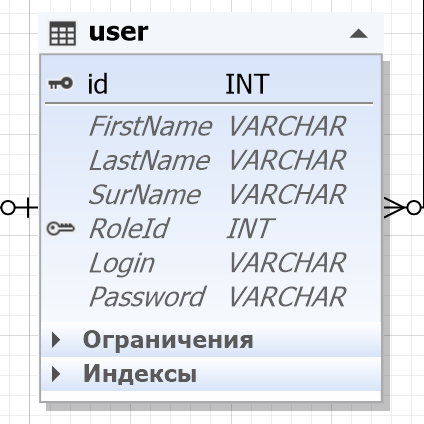 user
id INT
FirstName VARCHAR
LastName VARCHAR
SurName VARCHAR
RoleId INT
Login VARCHAR
Password VARCHAR
Ограничения
Индексы